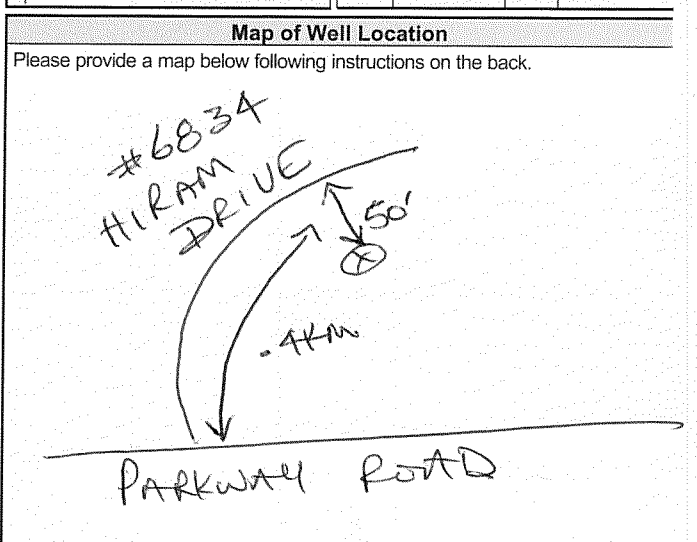 Map of Well Location
Please provide a map below following instructions on the back.
#6834
HIRAM
DRIVE
50'
.4KM
PARKWAY ROAD